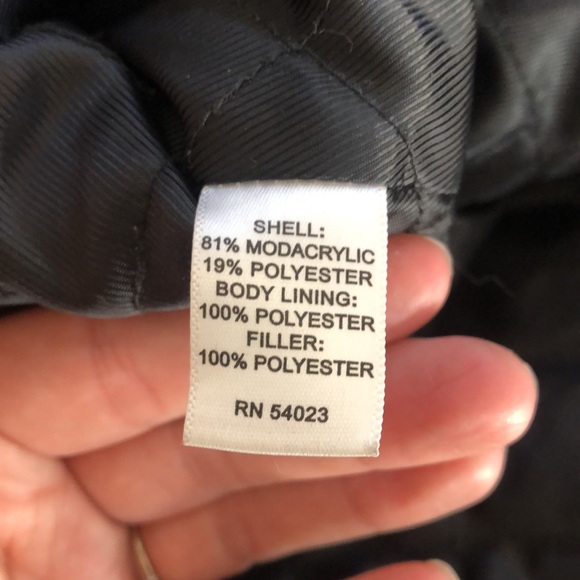 SHELL:
81% MODACRYLIC
19% POLYESTER
BODY LINING:
100% POLYESTER
FILLER:
100% POLYESTER
RN 54023